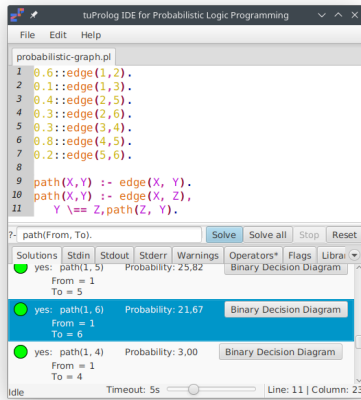 tuProlog IDE for Probabilistic Logic Programming
File Edit Help
probabilistic-graph.pl
1 0.6::edge(1,2).
2 0.1::edge(1,3).
3 0.4::edge(2,5).
4 0.3::edge(2,6).
5 0.3::edge(3,4).
6 0.8::edge(4,5).
7 0.2::edge(5,6).
8
9 path(X,Y) :- edge(X, Y).
10 path(X,Y) :- edge(X, Z),
11 Y \== Z,path(Z, Y).
?- path(From, To). Solve Solve all Stop Reset
Solutions Stdin Stdout Stderr Warnings Operators* Flags Librar
yes: path(1, 5) Probability: 25,82 Binary Decision Diagram
From = 1
To = 5
yes: path(1, 6) Probability: 21,67 Binary Decision Diagram
From = 1
To = 6
yes: path(1, 4) Probability: 3,00 Binary Decision Diagram
From = 1
To = 4
Idle Timeout: 5s Line: 11 | Column: 23